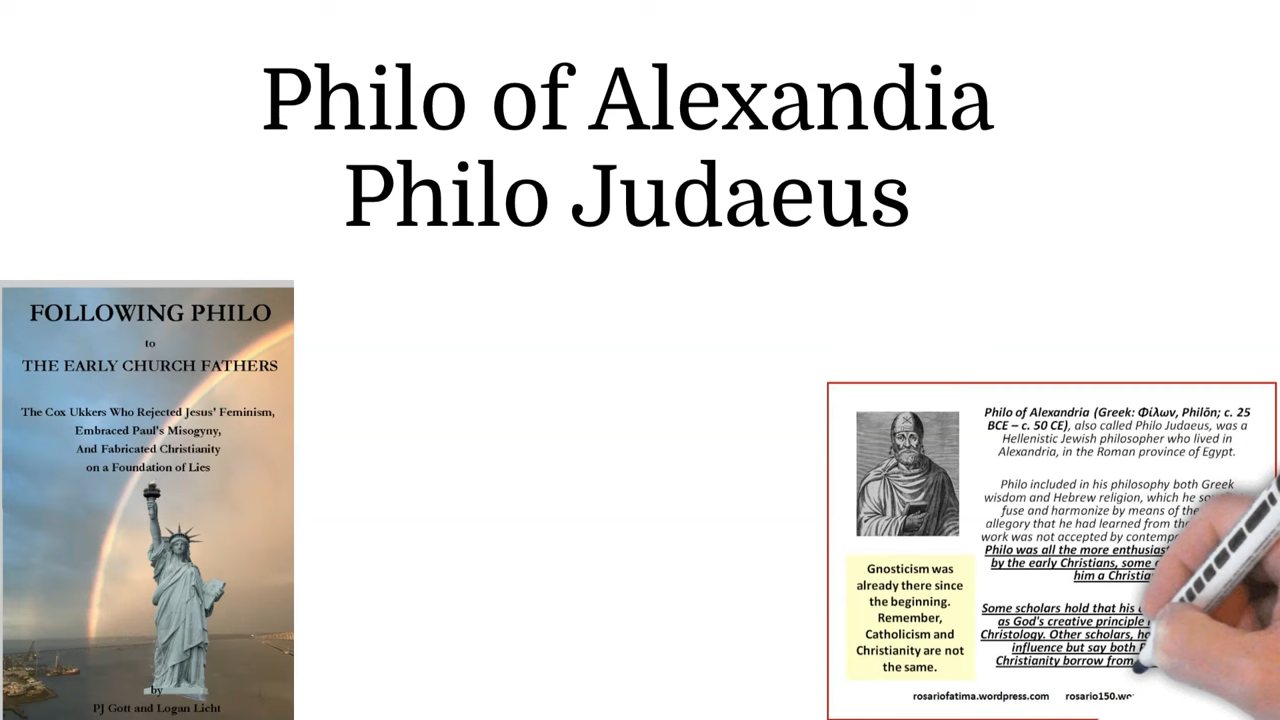 Philo of Alexandia
Philo Judaeus
FOLLOWING PHILO
to
THE EARLY CHURCH FATHERS
The Cox Ukkers Who Rejected Jesus' Feminism,
Embraced Paul's Misogyny,
And Fabricated Christianity
on a Foundation of Lies
by
PJ Gott and Logan Licht
Philo of Alexandria (Greek: Φίλων, Philōn; c. 25
BCE – c. 50 CE), also called Philo Judaeus, was a
Hellenistic Jewish philosopher who lived in
Alexandria, in the Roman province of Egypt.
Philo included in his philosophy both Greek
wisdom and Hebrew religion, which he
fuse and harmonize by means of the
allegory that he had learned from the
work was not accepted by
Philo was all the more
by the early Christians, some
him a
Some scholars hold that his
as God's creative principle
Christology. Other scholars,
influence but say both
Christianity borrow from
Gnosticism was
already there since
the beginning.
Remember,
Catholicism and
Christianity are not
the same.
rosariofatima.wordpress.com